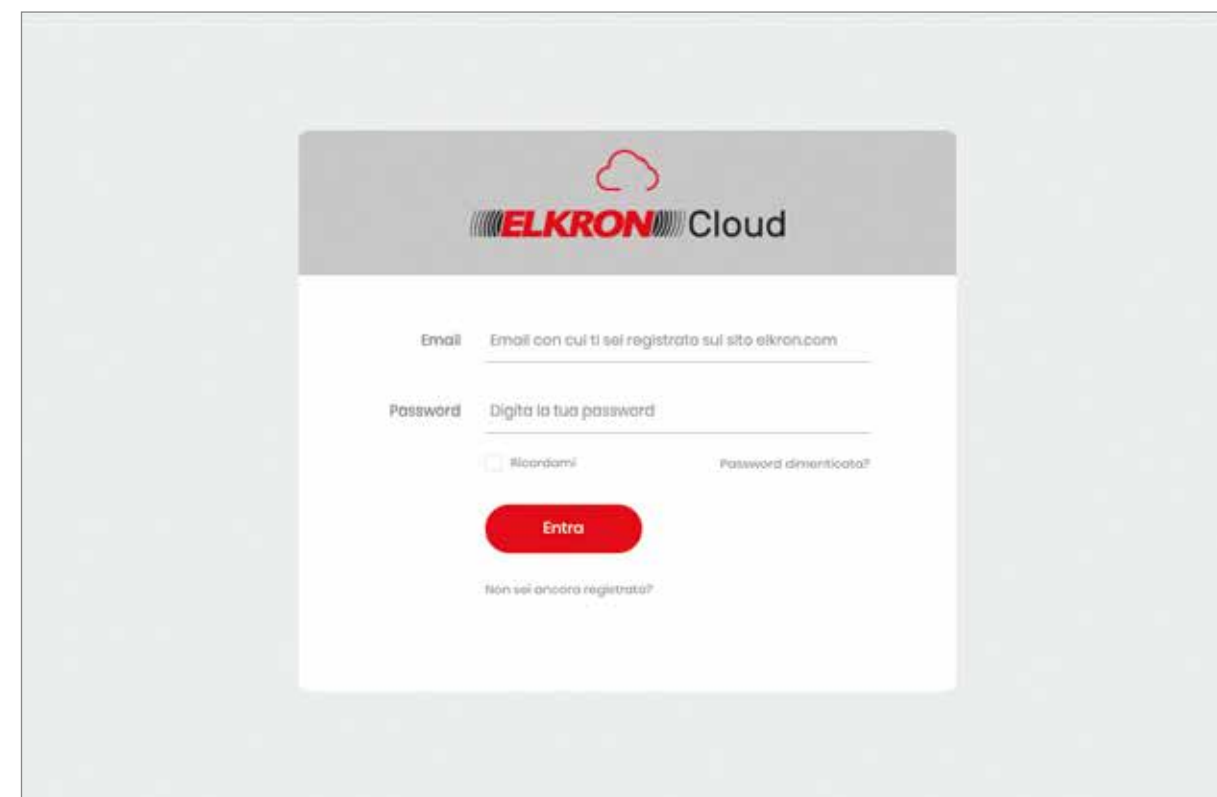 ELKRON Cloud
Email Email con cui ti sei registrato sul sito elkron.com
Password Digita la tua password
Ricordami Password dimenticata?
Entra
Non sei ancora registrato?